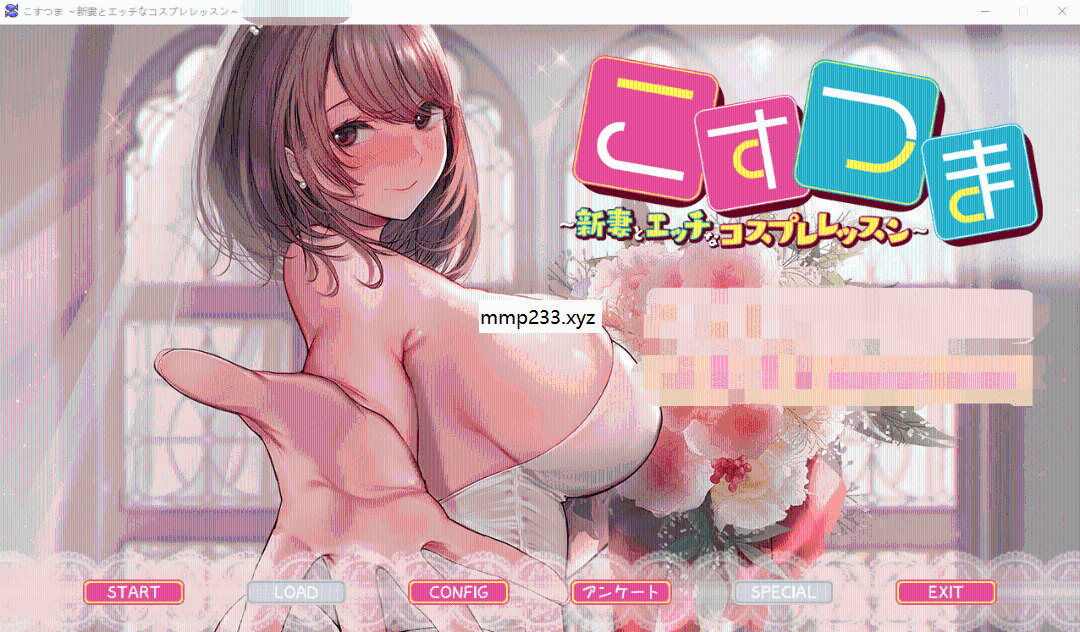 こすつま ~新妻とエッチなコスプレレッスン~
こすつま
~新妻とエッチなコスプレレッスン~
mmp233.xyz
START
LOAD
CONFIG
アンケート
SPECIAL
EXIT